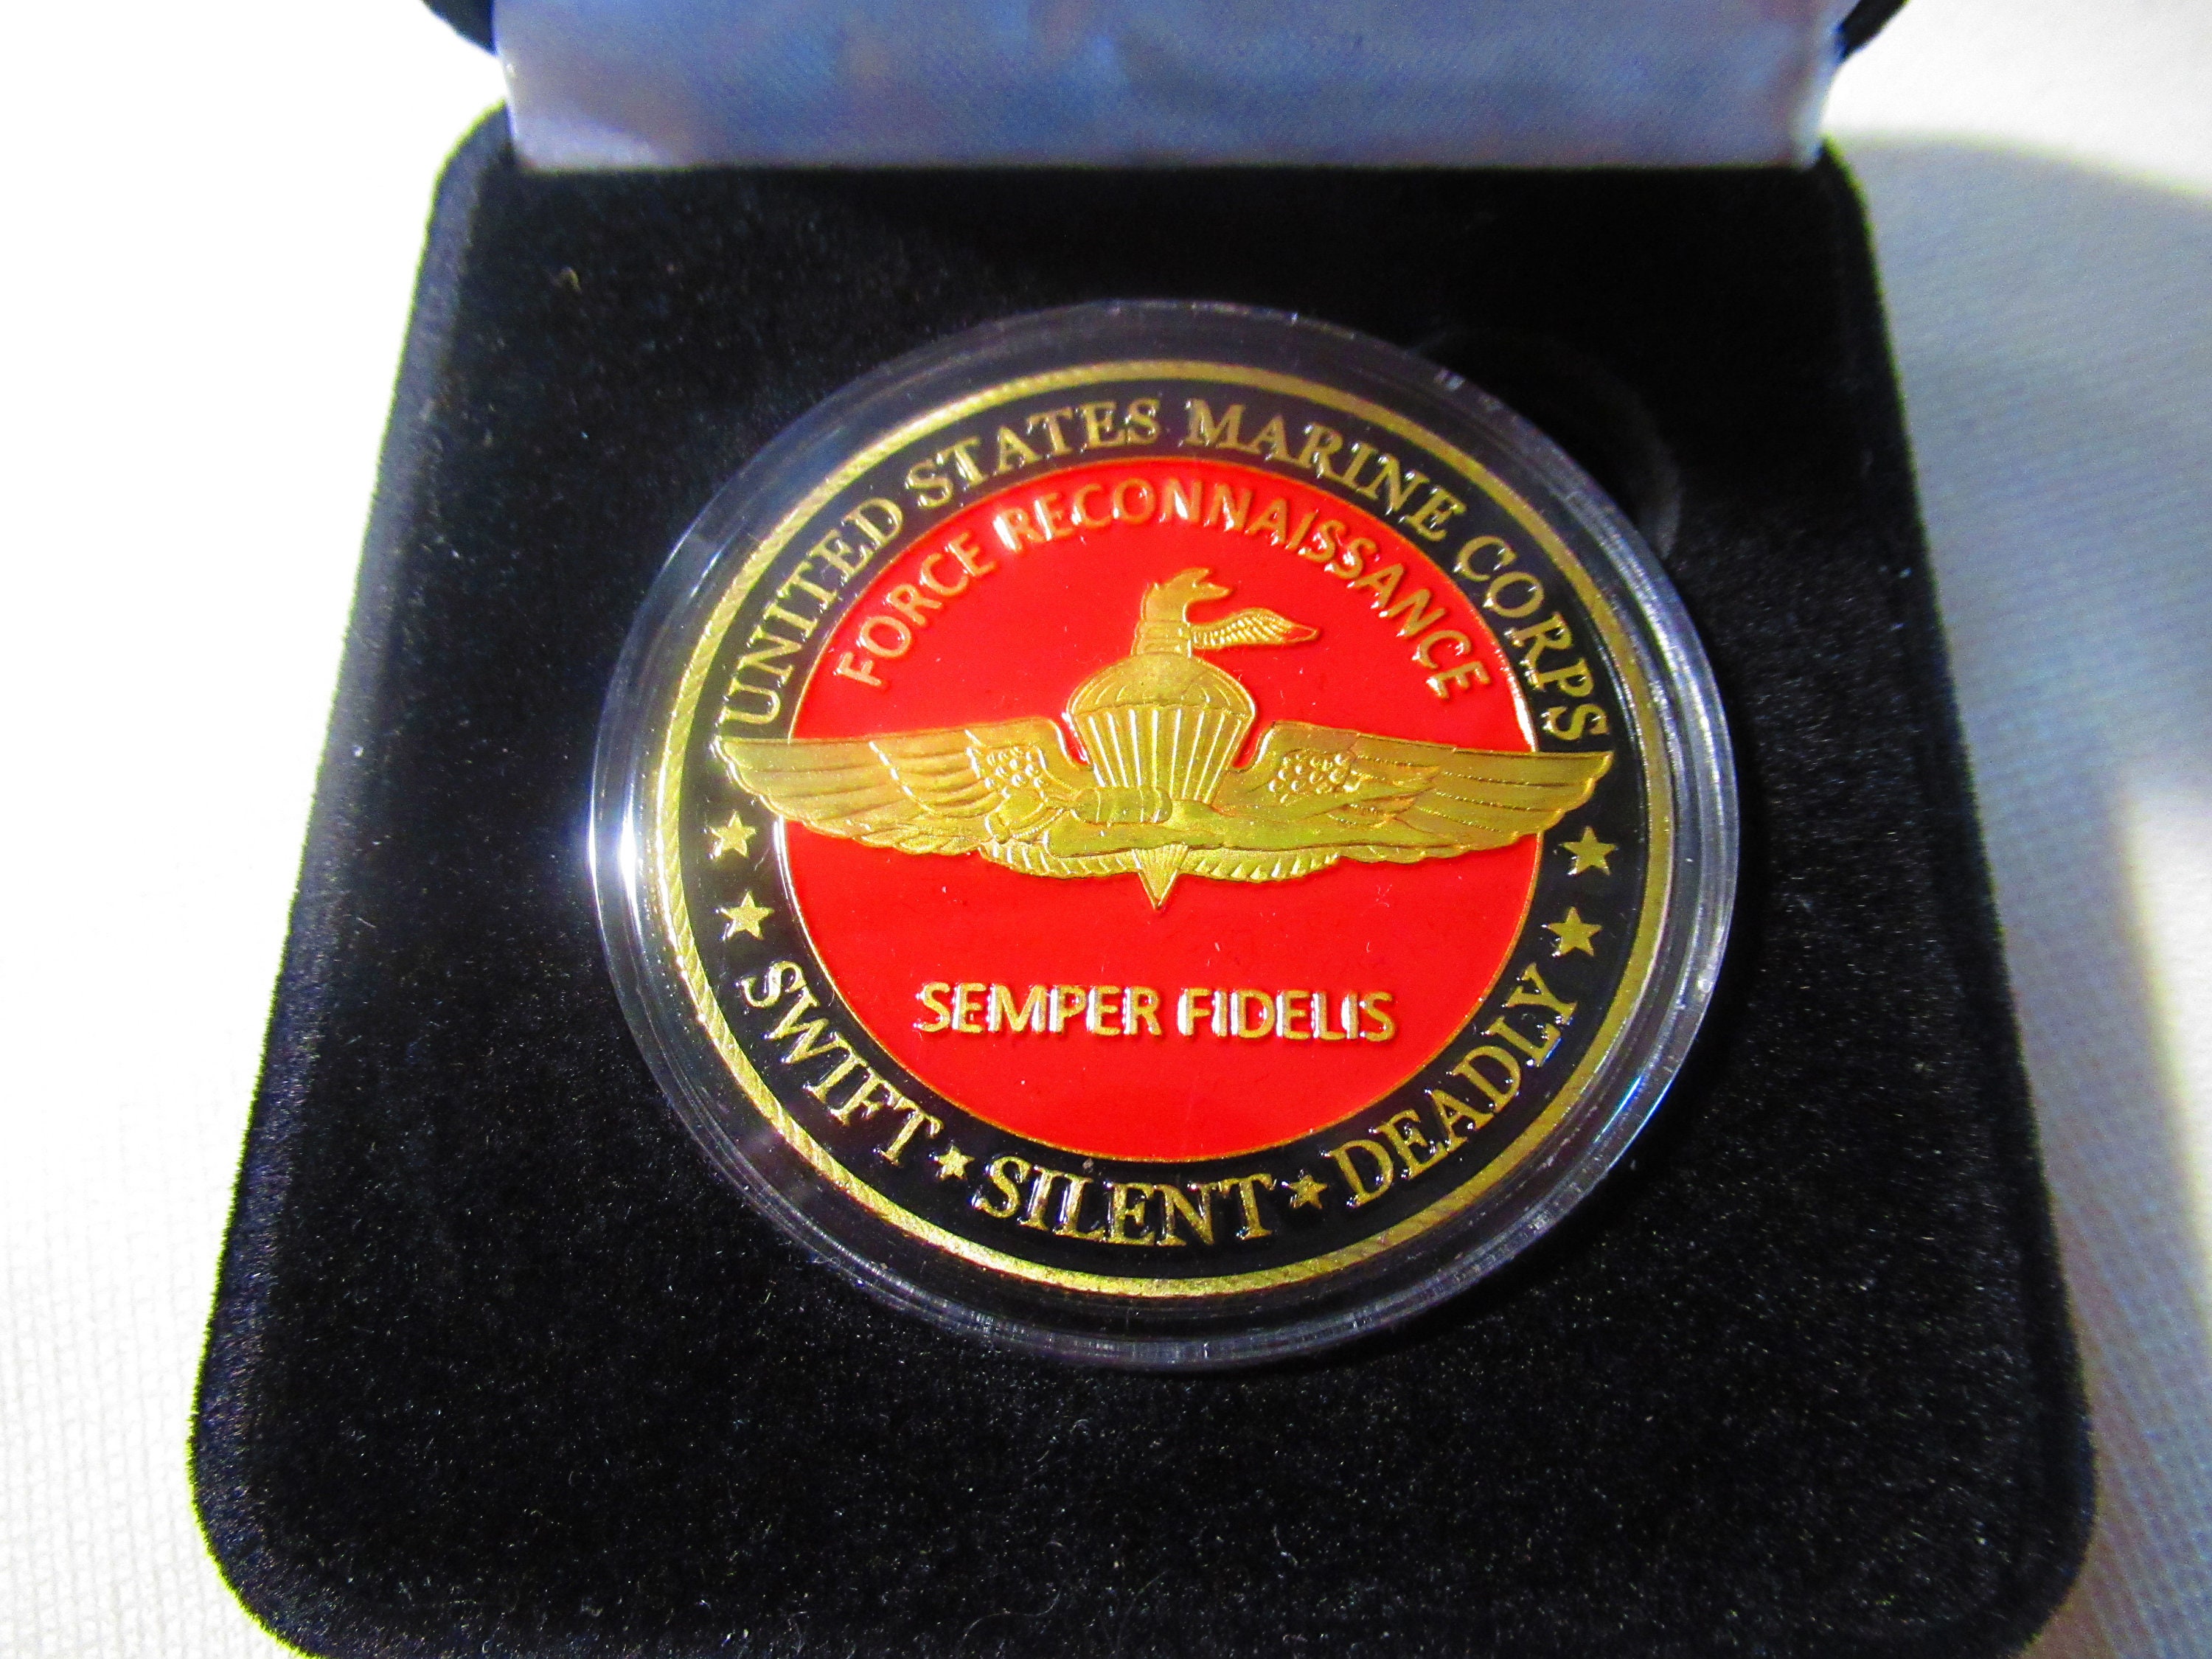 UNITED STATES MARINE CORPS
FORCE RECONNAISSANCE
SEMPER FIDELIS
SWIFT ★ SILENT ★ DEADLY